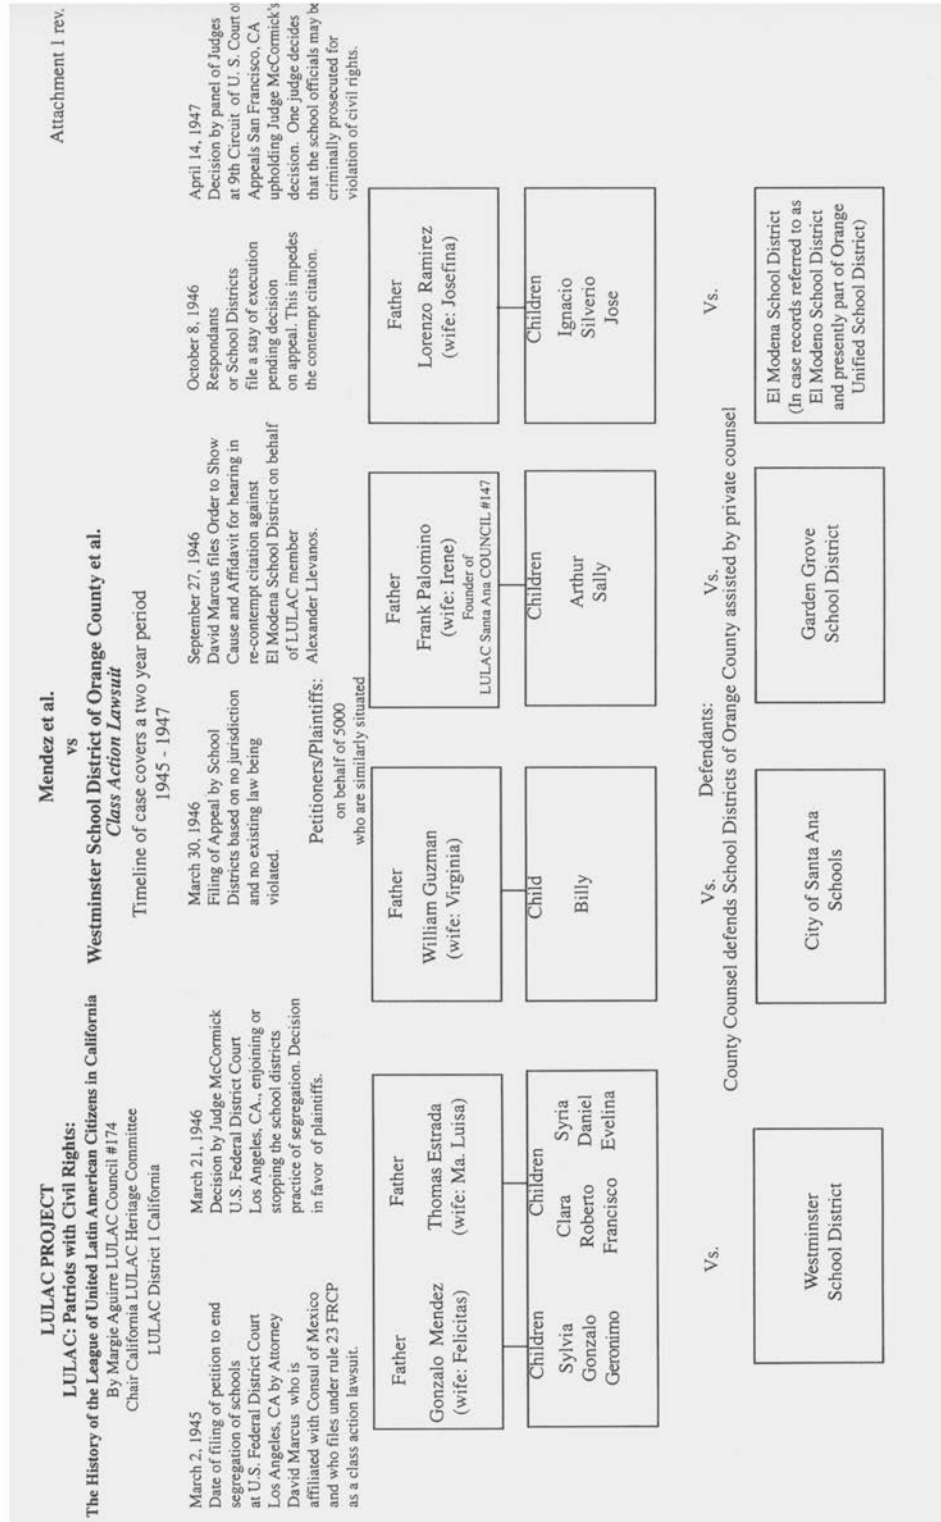 Attachment 1 rev.
LULAC PROJECT
LULAC: Patriots with Civil Rights:
The History of the League of United Latin American Citizens in California
By Margie Aguirre LULAC Council #174
Chair California LULAC Heritage Committee
LULAC District 1 California
Mendez et al.
vs
Westminster School District of Orange County et al.
Class Action Lawsuit
Timeline of case covers a two year period
1945 - 1947
March 2, 1945
Date of filing of petition to end
segregation of schools
at U.S. Federal District Court
Los Angeles, CA by Attorney
David Marcus who is
affiliated with Consul of Mexico
and who files under rule 23 FRCP
as a class action lawsuit.
March 21, 1946
Decision by Judge McCormick
U.S. Federal District Court
Los Angeles, CA., enjoining or
stopping the school districts
practice of segregation. Decision
in favor of plaintiffs.
March 30, 1946
Filing of Appeal by School
Districts based on no jurisdiction
and no existing law being
violated.
September 27, 1946
David Marcus files Order to Show
Cause and Affidavit for hearing in
re-contempt citation against
El Modena School District on behalf
of LULAC member
Alexander Llevanos.
October 8, 1946
Respondants
or School Districts
file a stay of execution
pending decision
on appeal. This impedes
the contempt citation.
April 14, 1947
Decision by panel of Judges
at 9th Circuit of U. S. Court of
Appeals San Francisco, CA
upholding Judge McCormick's
decision. One judge decides
that the school officials may be
criminally prosecuted for
violation of civil rights.
Petitioners/Plaintiffs:
on behalf of 5000
who are similarly situated
Father
Gonzalo Mendez
(wife: Felicitas)
Father
Thomas Estrada
(wife: Ma. Luisa)
Father
William Guzman
(wife: Virginia)
Father
Frank Palomino
(wife: Irene)
Founder of
LULAC Santa Ana COUNCIL #147
Father
Lorenzo Ramirez
(wife: Josefina)
Children
Sylvia
Gonzalo
Geronimo
Children
Clara Syria
Roberto Daniel
Francisco Evelina
Child
Billy
Children
Arthur
Sally
Children
Ignacio
Silverio
Jose
Vs.
Vs.
Vs.
Vs.
Defendants:
County Counsel defends School Districts of Orange County assisted by private counsel
Westminster
School District
City of Santa Ana
Schools
Garden Grove
School District
El Modena School District
(In case records referred to as
El Modeno School District
and presently part of Orange
Unified School District)